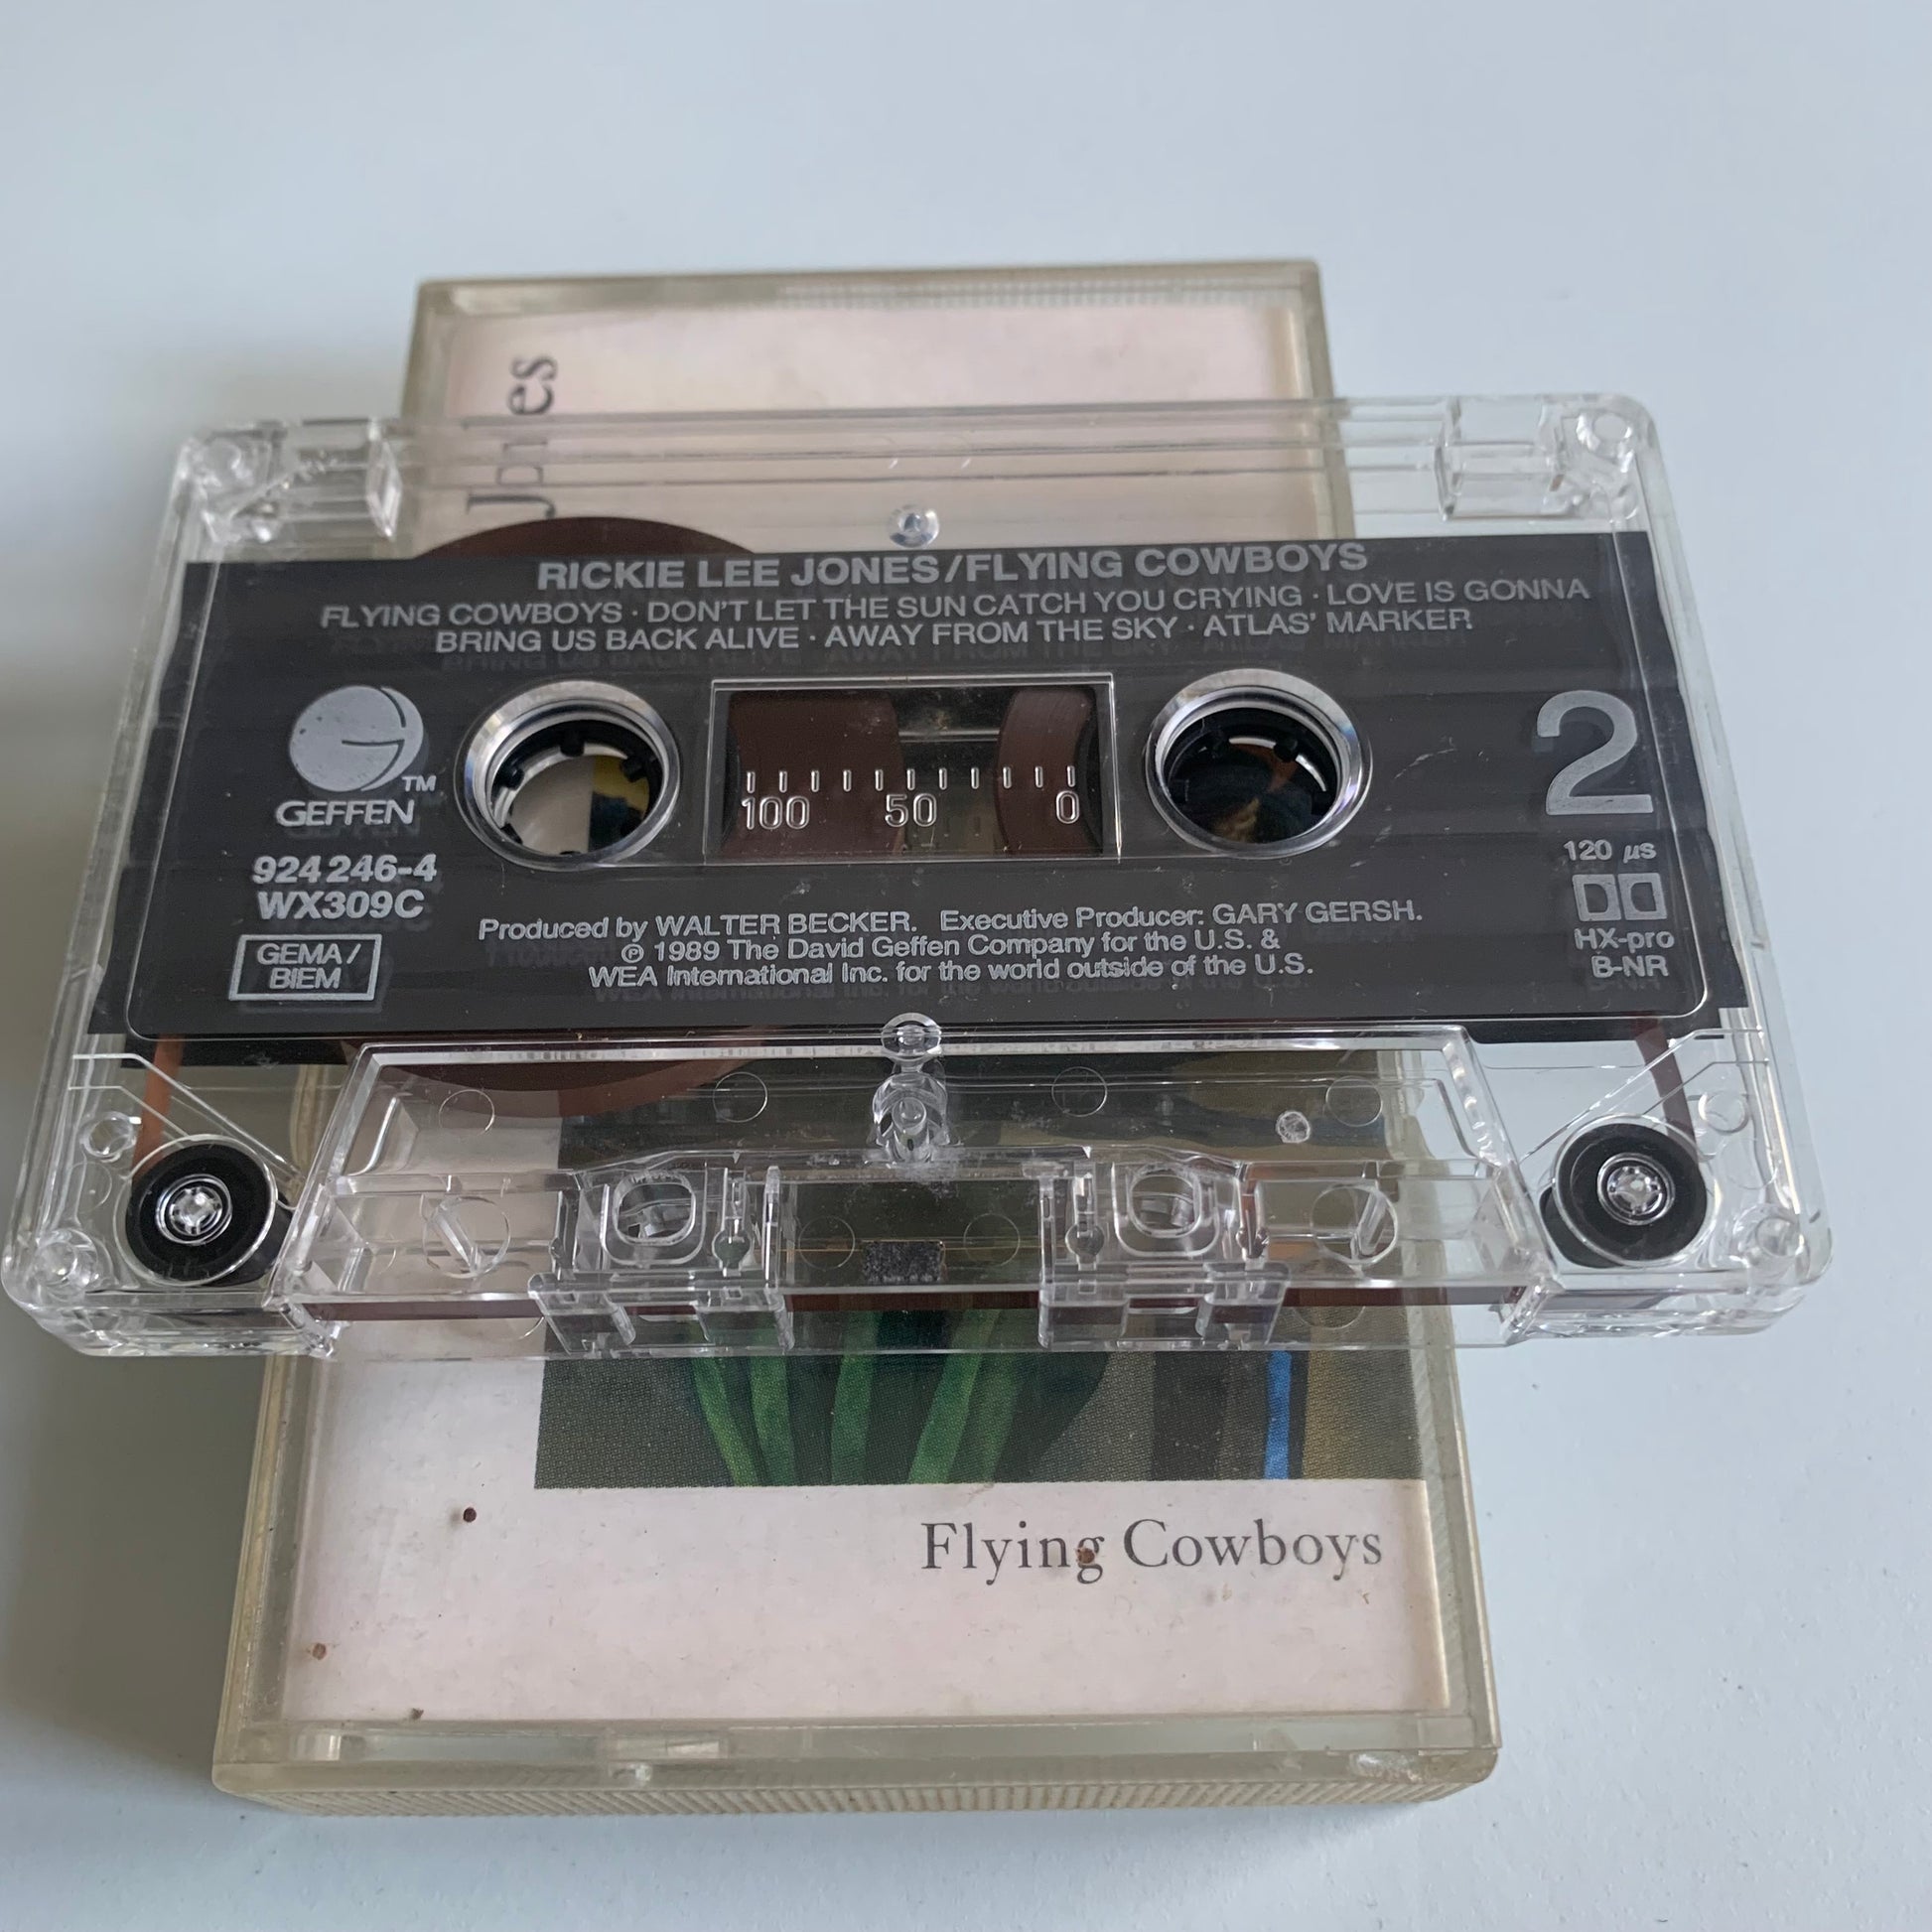 Jones
RICKIE LEE JONES/FLYING COWBOYS
FLYING COWBOYS · DON'T LET THE SUN CATCH YOU CRYING · LOVE IS GONNA
BRING US BACK ALIVE · AWAY FROM THE SKY · ATLAS' MARKER
TM
GEFFEN
924 246-4
WX309C
GEMA/
BIEM
100 50 0
2
120 µs
HX-pro
B-NR
Produced by WALTER BECKER. Executive Producer: GARY GERSH.
℗ 1989 The David Geffen Company for the U.S. &
WEA International Inc. for the world outside of the U.S.
Flying Cowboys